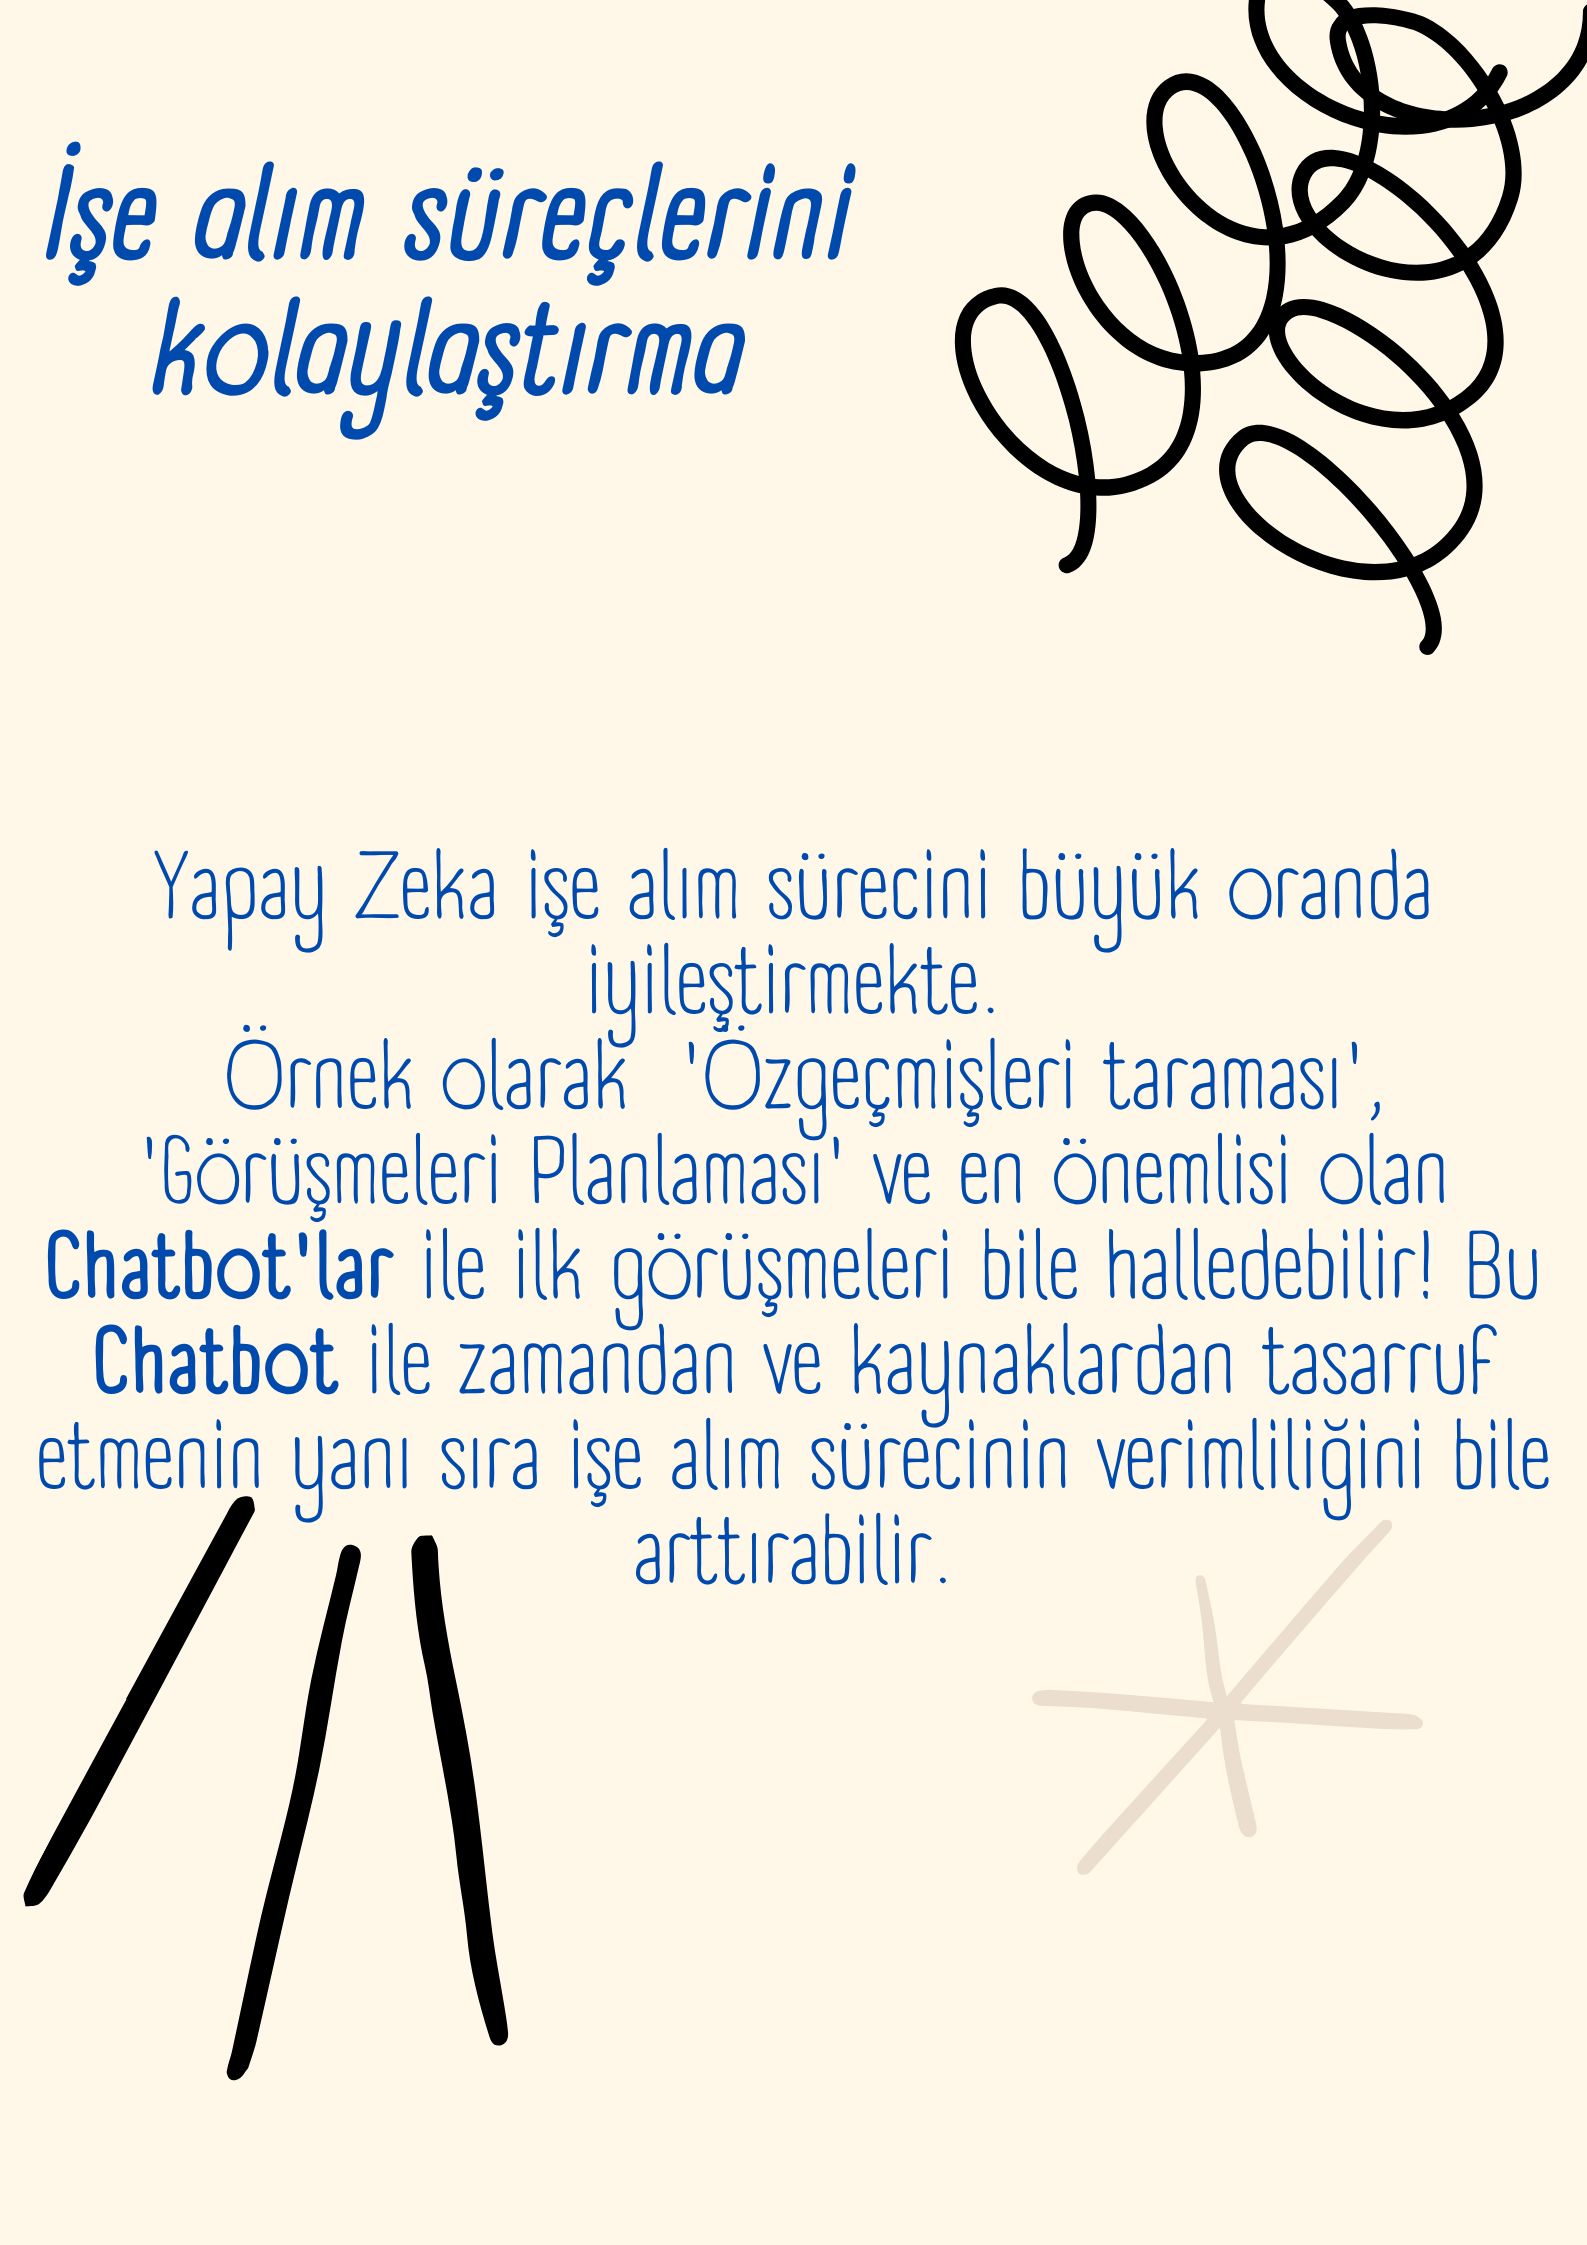 İşe alım süreçlerini
kolaylaştırma
Yapay Zeka işe alım sürecini büyük oranda
iyileştirmekte.
Örnek olarak  'Özgeçmişleri taraması',
'Görüşmeleri Planlaması' ve en önemlisi olan
Chatbot'lar ile ilk görüşmeleri bile halledebilir! Bu
Chatbot ile zamandan ve kaynaklardan tasarruf
etmenin yanı sıra işe alım sürecinin verimliliğini bile
arttırabilir.